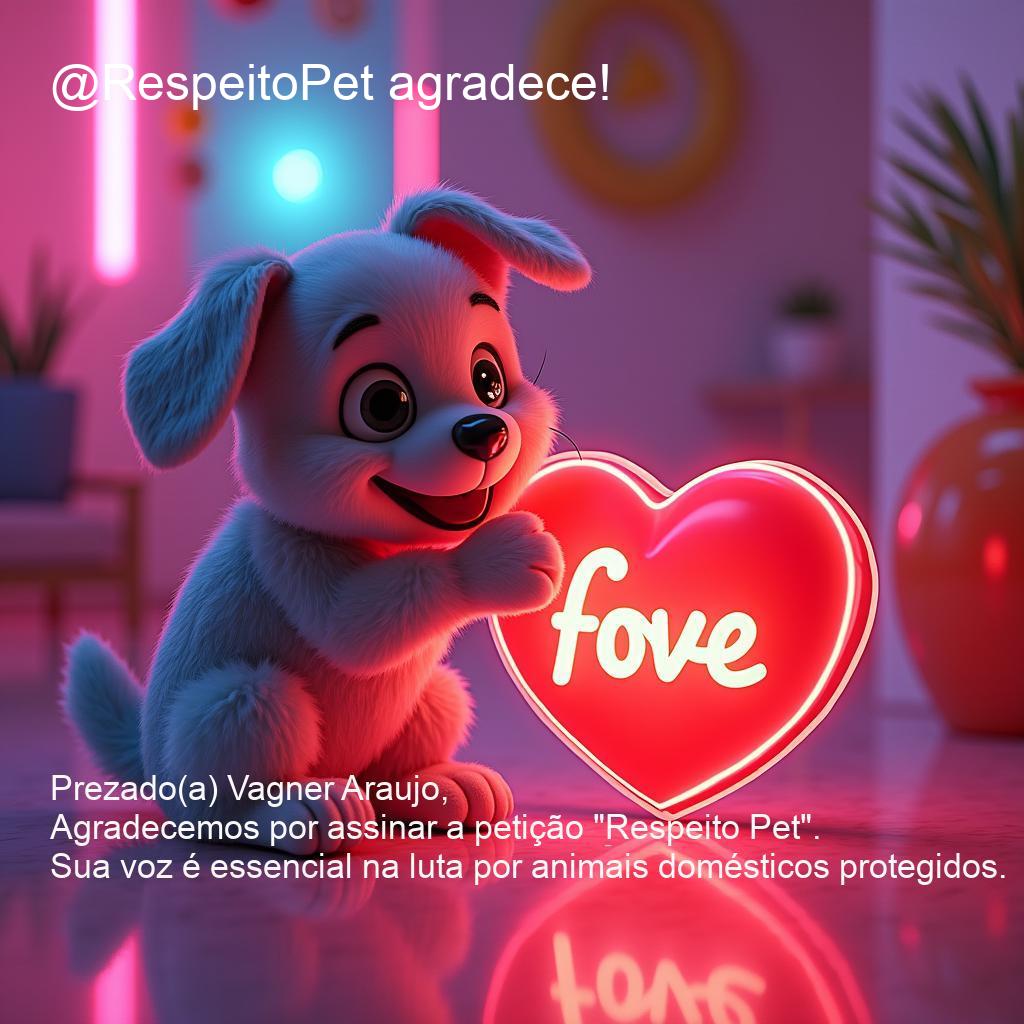 @RespeitoPet agradece!
fove
Prezado(a) Vagner Araujo,
Agradecemos por assinar a petição "Respeito Pet".
Sua voz é essencial na luta por animais domésticos protegidos.